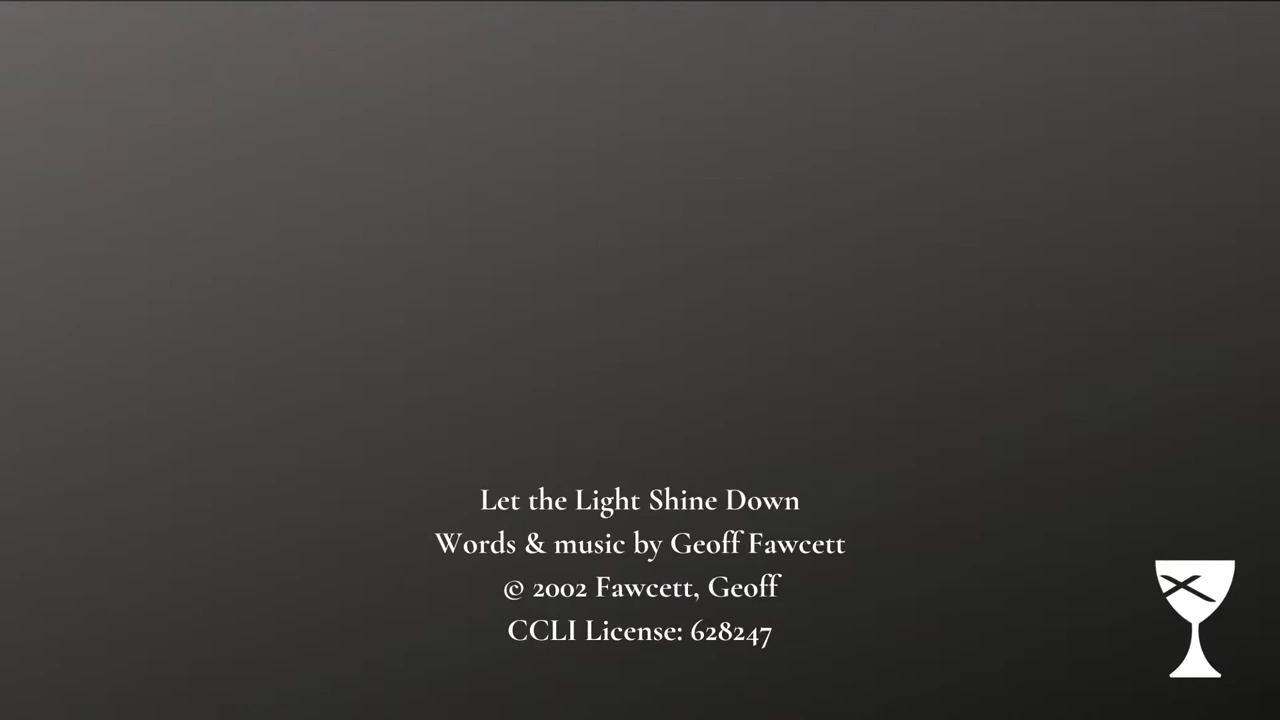 Let the Light Shine Down
Words & music by Geoff Fawcett
© 2002 Fawcett, Geoff
CCLI License: 628247